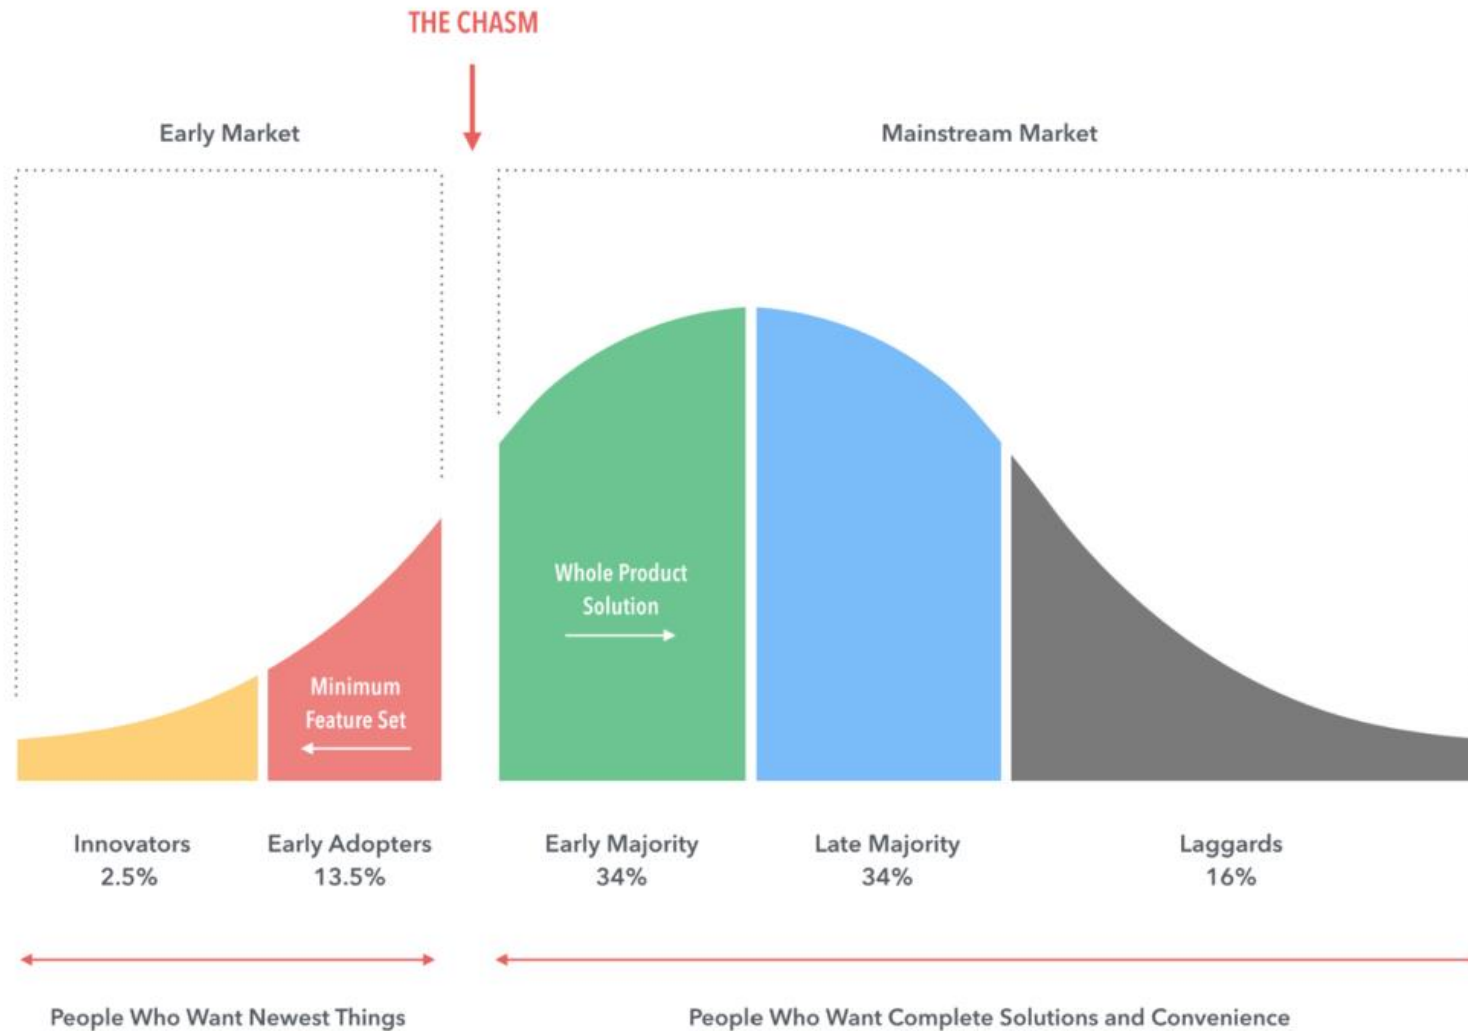 THE CHASM
Early Market
Mainstream Market
Whole Product
Solution
Minimum
Feature Set
Innovators
2.5%
Early Adopters
13.5%
Early Majority
34%
Late Majority
34%
Laggards
16%
People Who Want Newest Things
People Who Want Complete Solutions and Convenience